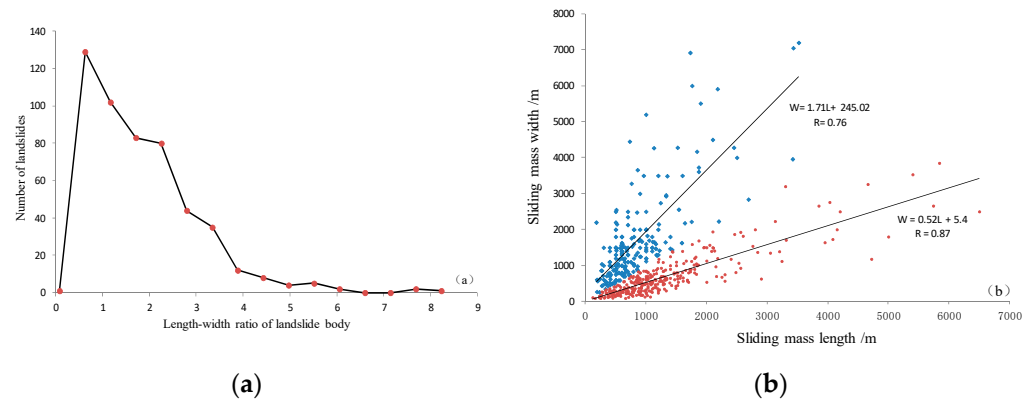 140
120
100
80
60
40
20
0
Number of landslides
0 1 2 3 4 5 6 7 8 9
Length-width ratio of landslide body
(a)
(a)
8000
7000
6000
5000
4000
3000
2000
1000
0
Sliding mass width /m
W= 1.71L+ 245.02
R= 0.76
W = 0.52L + 5.4
R = 0.87
(b)
0 1000 2000 3000 4000 5000 6000 7000
Sliding mass length /m
(b)